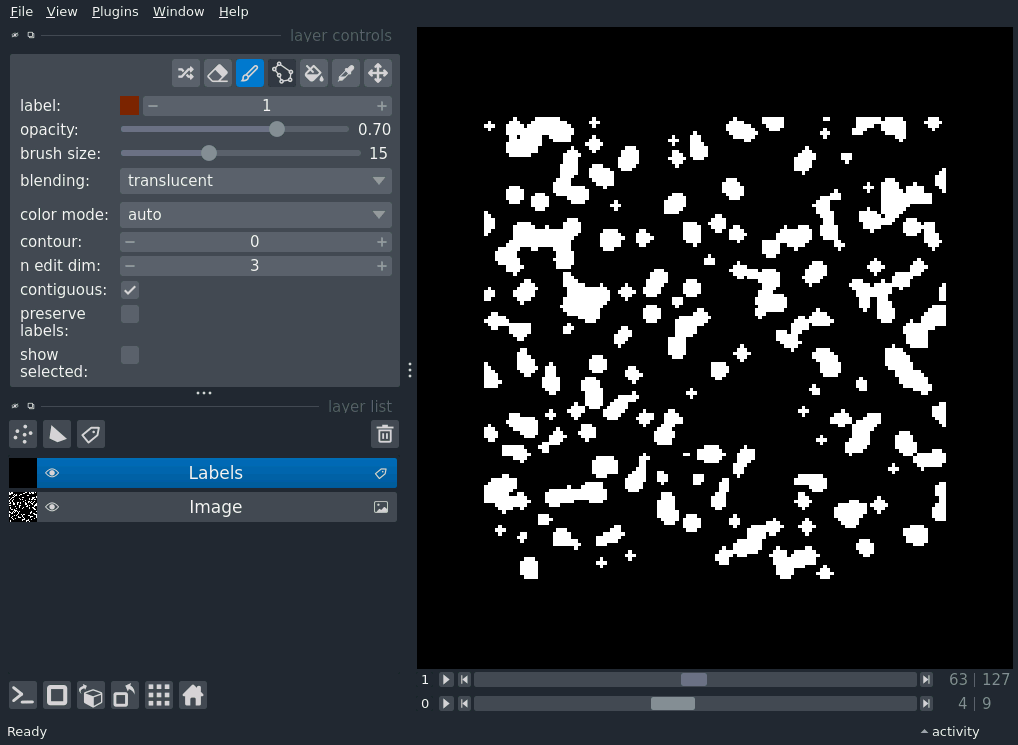 File View Plugins Window Help
layer controls
label: − 1 +
opacity: 0.70
brush size: 15
blending: translucent
color mode: auto
contour: − 0 +
n edit dim: − 3 +
contiguous:
preserve
labels:
show
selected:
layer list
Labels
Image
1 63 | 127
0 4 | 9
Ready activity